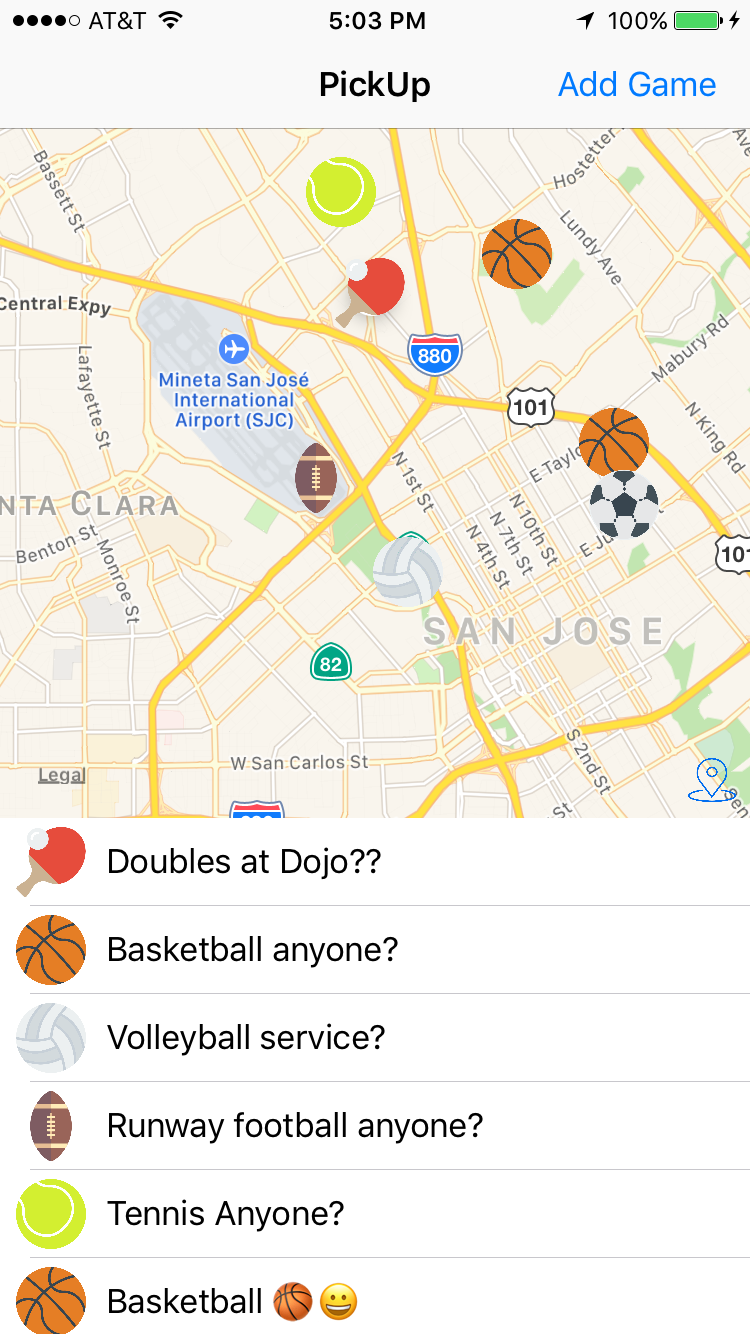 AT&T 5:03 PM 100%
PickUp Add Game
Hostetter
Bassett St
Lundy Ave
Central Expy
880
Mabury Rd
Mineta San José
International
Airport (SJC)
Lafayette St
101
N King Rd
N 1st St
E Taylo
NTA CLARA
N 10th St
N 7th St
N 4th St
Benton St
Monroe St
101
SAN JOSE
82
W San Carlos St
S 2nd St
Legal
St
Doubles at Dojo??
Basketball anyone?
Volleyball service?
Runway football anyone?
Tennis Anyone?
Basketball 🏀😀